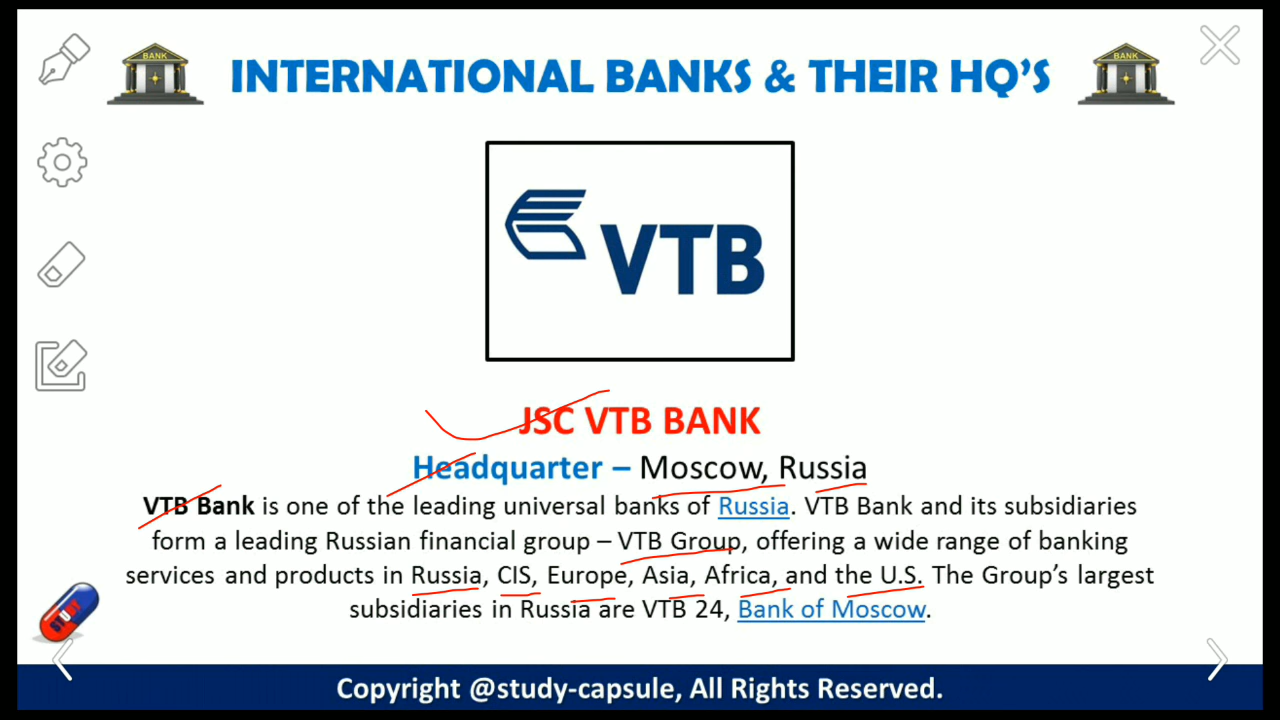 BANK
INTERNATIONAL BANKS & THEIR HQ'S
BANK
VTB
JSC VTB BANK
Headquarter – Moscow, Russia
VTB Bank is one of the leading universal banks of Russia. VTB Bank and its subsidiaries
form a leading Russian financial group – VTB Group, offering a wide range of banking
services and products in Russia, CIS, Europe, Asia, Africa, and the U.S. The Group's largest
subsidiaries in Russia are VTB 24, Bank of Moscow.
STUDY
Copyright @study-capsule, All Rights Reserved.